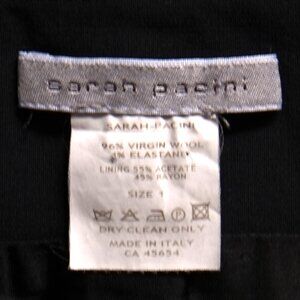 sarah pacini
SARAH PACINI
96% VIRGIN WOOL
4% ELASTANE
LINING 55% ACETATE
45% RAYON
SIZE 1
DRY CLEAN ONLY
MADE IN ITALY
CA 45654